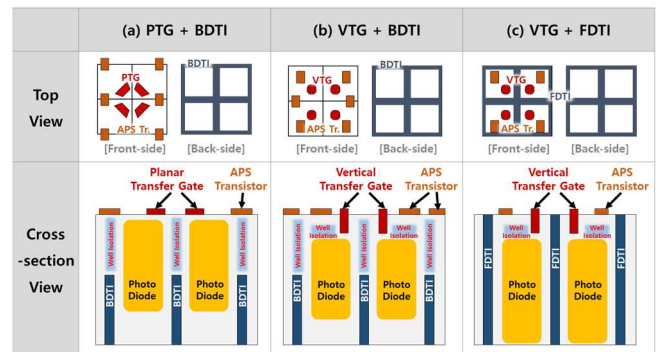 (a) PTG + BDTI
(b) VTG + BDTI
(c) VTG + FDTI
Top
View
PTG
APS Tr.
[Front-side]
BDTI
[Back-side]
VTG
APS Tr.
[Front-side]
BDTI
[Back-side]
VTG
APS Tr.
[Front-side]
FDTI
[Back-side]
Cross
-section
View
Planar
Transfer Gate
APS
Transistor
Well Isolation
Well Isolation
Well Isolation
Photo
Diode
Photo
Diode
BDTI
BDTI
BDTI
Vertical
Transfer Gate
APS
Transistor
Well Isolation
Well
Isolation
Well Isolation
Well
Isolation
Well Isolation
Photo
Diode
Photo
Diode
BDTI
BDTI
BDTI
Vertical
Transfer Gate
APS
Transistor
Well
Isolation
Well
Isolation
FDTI
FDTI
FDTI
Photo
Diode
Photo
Diode